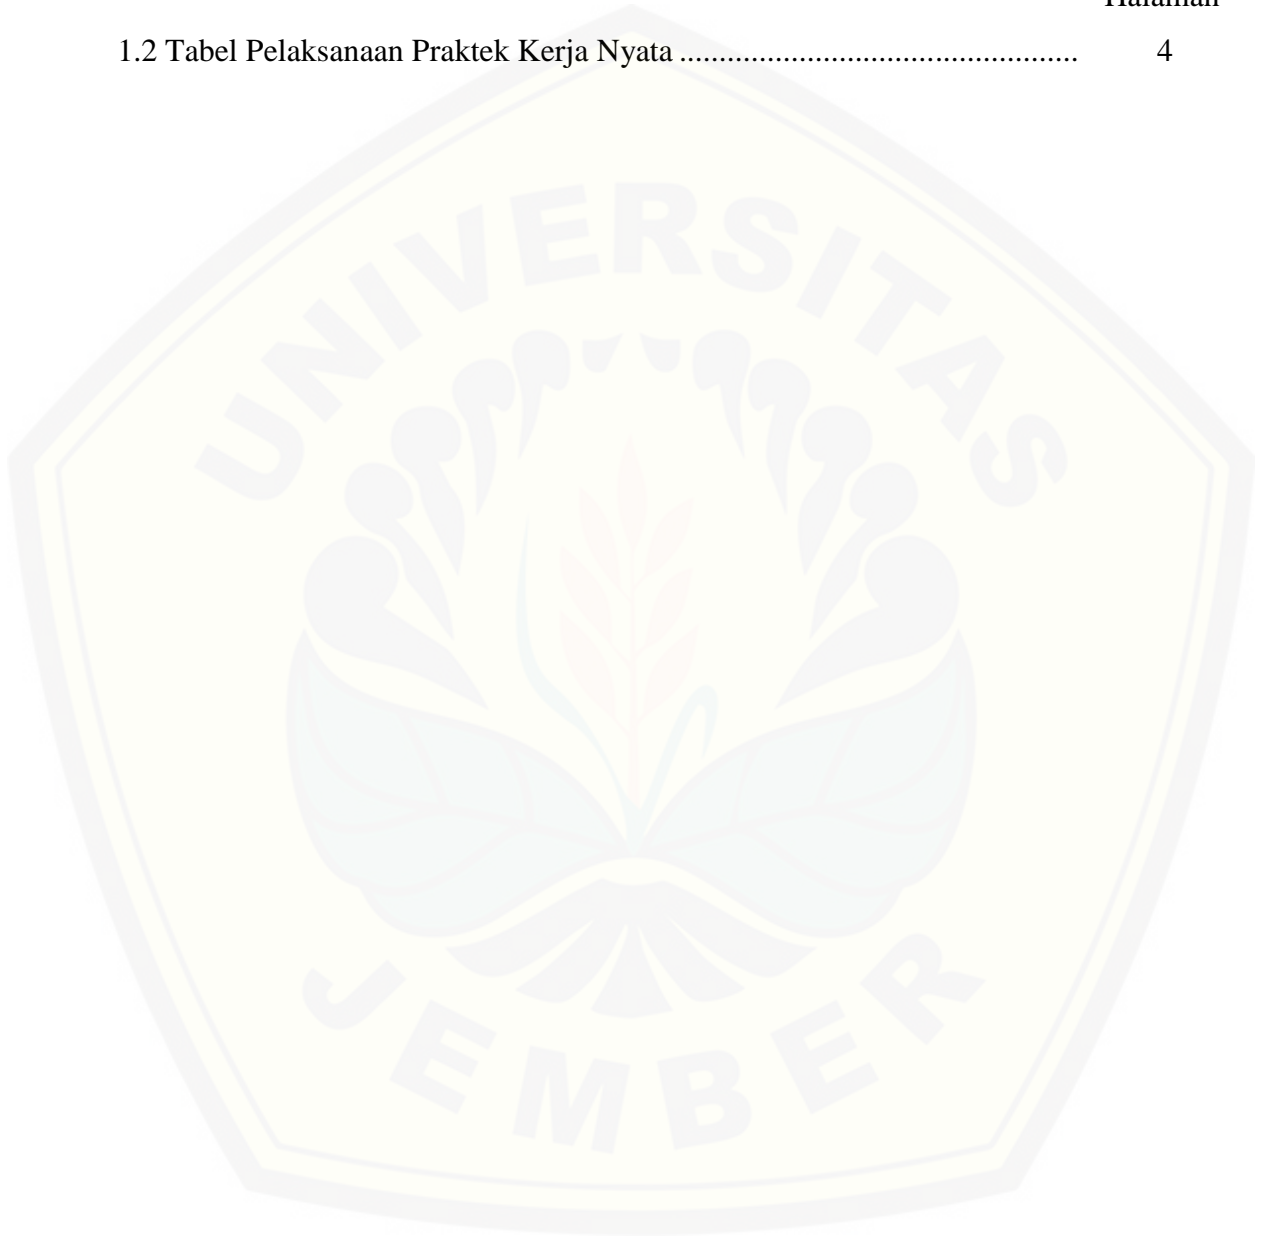 Halaman
1.2 Tabel Pelaksanaan Praktek Kerja Nyata .................................................. 4
UNIVERSITAS
JEMBER